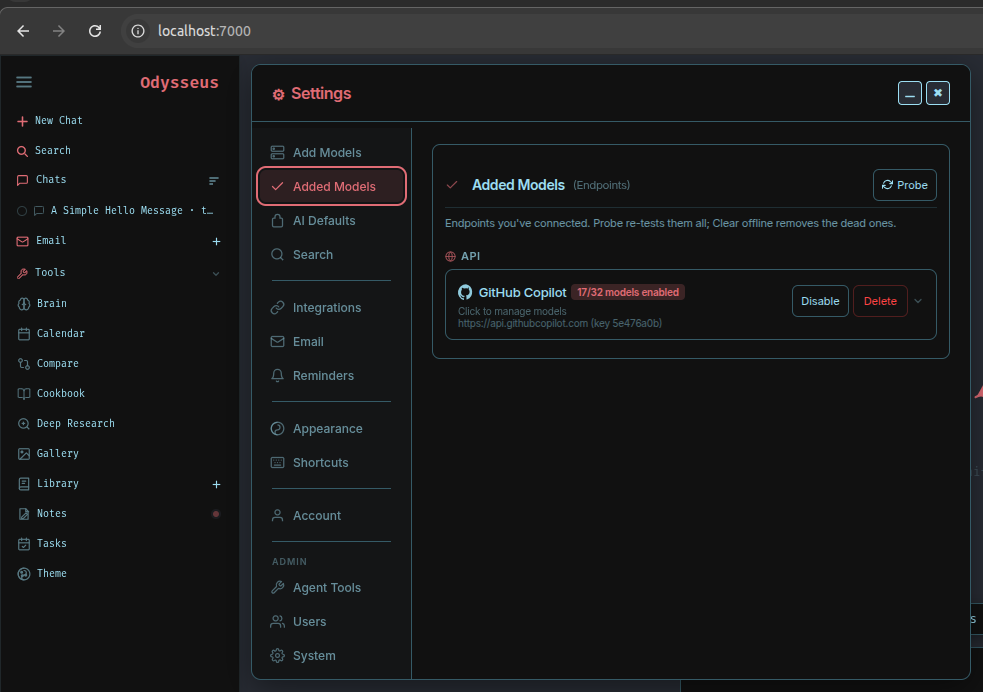 localhost:7000
Odysseus
New Chat
Search
Chats
A Simple Hello Message · t…
Email
Tools
Brain
Calendar
Compare
Cookbook
Deep Research
Gallery
Library
Notes
Tasks
Theme
Settings
Add Models
Added Models
AI Defaults
Search
Integrations
Email
Reminders
Appearance
Shortcuts
Account
ADMIN
Agent Tools
Users
System
Added Models (Endpoints)
Probe
Endpoints you've connected. Probe re-tests them all; Clear offline removes the dead ones.
API
GitHub Copilot 17/32 models enabled
Click to manage models
https://api.githubcopilot.com (key 5e476a0b)
Disable
Delete